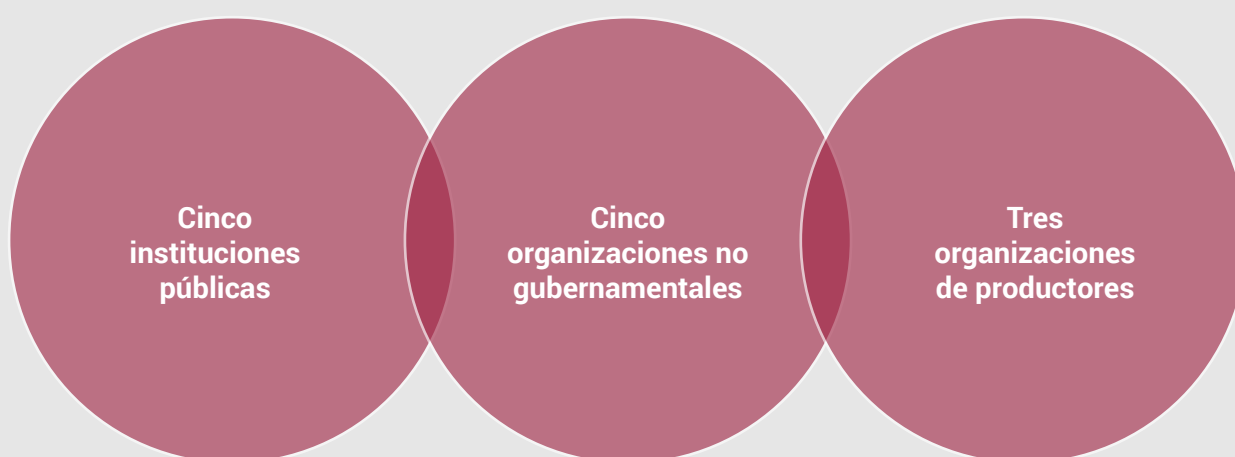 Cinco
instituciones
públicas
Cinco
organizaciones no
gubernamentales
Tres
organizaciones
de productores